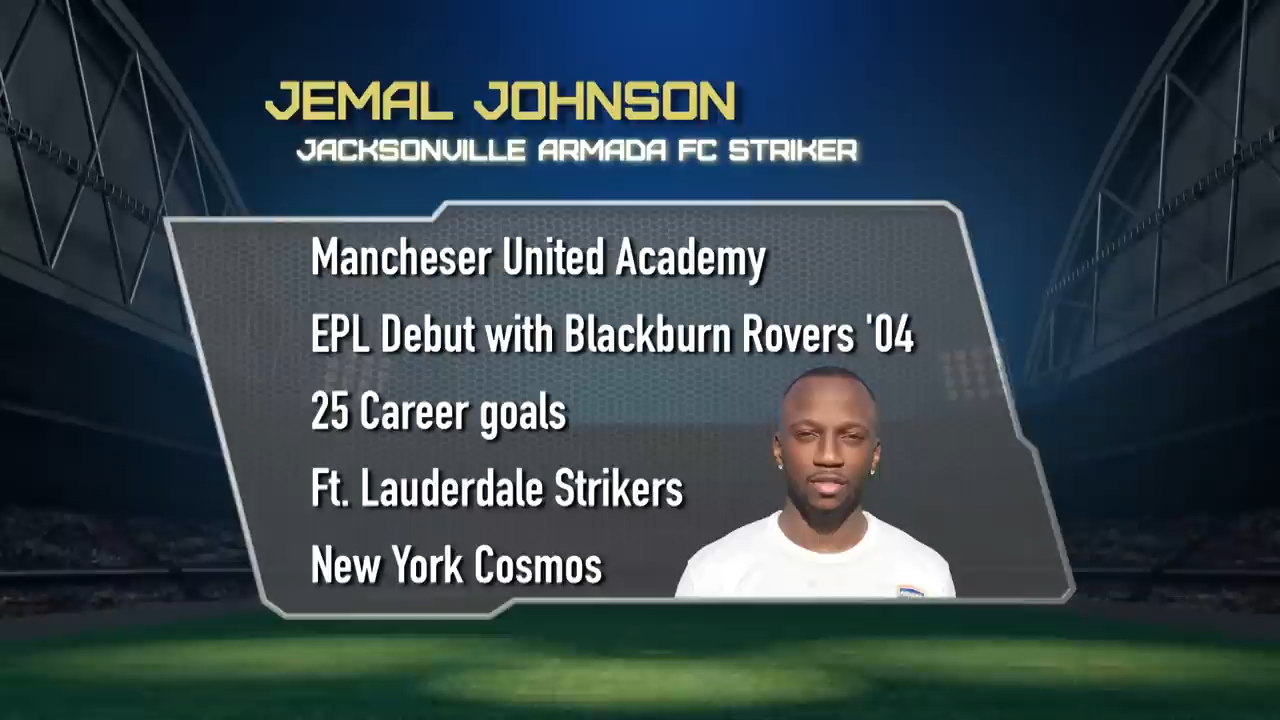 JEMAL JOHNSON
JACKSONVILLE ARMADA FC STRIKER
Mancheser United Academy
EPL Debut with Blackburn Rovers '04
25 Career goals
Ft. Lauderdale Strikers
New York Cosmos